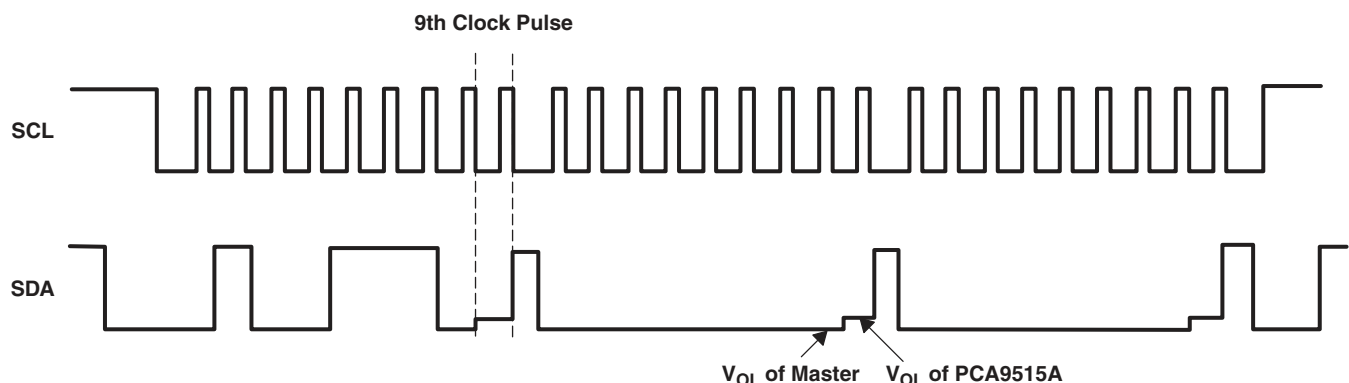 9th Clock Pulse
SCL
SDA
VOL of Master VOL of PCA9515A